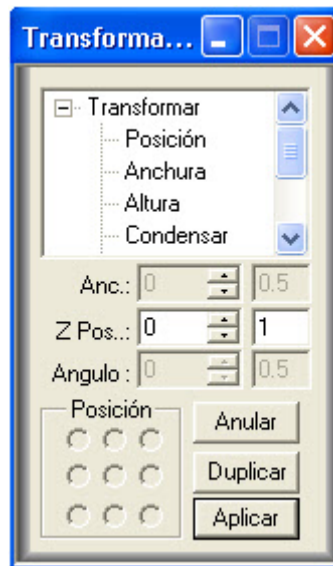 Transforma...
Transformar
Posición
Anchura
Altura
Condensar
Anc.: 0 0.5
Z Pos..: 0 1
Angulo : 0 0.5
Posición
Anular
Duplicar
Aplicar